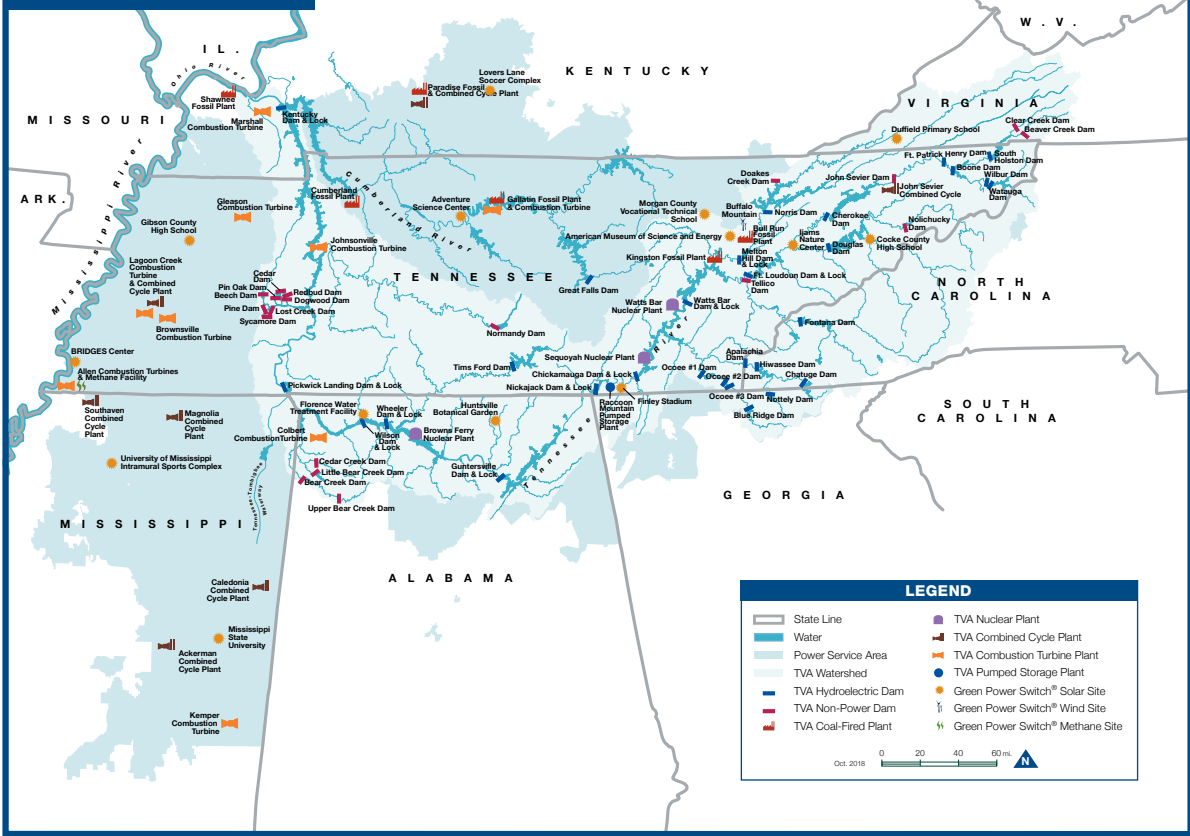 W. V.
IL.
Ohio River
KENTUCKY
Lovers Lane
Soccer Complex
Paradise Fossil
& Combined Cycle Plant
Shawnee
Fossil Plant
Marshall
Combustion Turbine
Kentucky
Dam & Lock
MISSOURI
VIRGINIA
Clear Creek Dam
Beaver Creek Dam
Duffield Primary School
Ft. Patrick Henry Dam
South
Holston Dam
Boone Dam
Wilbur Dam
Watauga
Dam
ARK.
Mississippi River
Cumberland
Fossil Plant
Cumberland River
Doakes
Creek Dam
John Sevier Dam
John Sevier
Combined Cycle
Gleason
Combustion Turbine
Adventure
Science Center
Gallatin Fossil Plant
& Combustion Turbine
Morgan County
Vocational Technical
School
Buffalo
Mountain
Norris Dam
Cherokee
Dam
Nolichucky
Dam
Gibson County
High School
Johnsonville
Combustion Turbine
American Museum of Science and Energy
Bull Run
Fossil
Plant
Ijams
Nature
Center
Douglas
Dam
Cocke County
High School
Kingston Fossil Plant
Melton
Hill Dam
& Lock
Lagoon Creek
Combustion
Turbine
& Combined
Cycle Plant
Cedar
Dam
Pin Oak Dam
Beech Dam
Redbud Dam
Dogwood Dam
Pine Dam
Lost Creek Dam
Sycamore Dam
TENNESSEE
Great Falls Dam
Ft. Loudoun Dam & Lock
Tellico
Dam
NORTH
CAROLINA
Watts Bar
Nuclear Plant
Watts Bar
Dam & Lock
Brownsville
Combustion Turbine
Normandy Dam
Fontana Dam
BRIDGES Center
Allen Combustion Turbines
& Methane Facility
Tims Ford Dam
Sequoyah Nuclear Plant
Chickamauga Dam & Lock
Nickajack Dam & Lock
Tennessee River
Apalachia
Dam
Hiwassee Dam
Ocoee #1 Dam
Ocoee #2 Dam
Ocoee #3 Dam
Chatuge Dam
Nottely Dam
Blue Ridge Dam
Pickwick Landing Dam & Lock
Raccoon
Mountain
Pumped
Storage
Plant
Finley Stadium
Southaven
Combined
Cycle
Plant
Magnolia
Combined
Cycle
Plant
Florence Water
Treatment Facility
Wheeler
Dam & Lock
Huntsville
Botanical Garden
Colbert
Combustion Turbine
Wilson
Dam
& Lock
Browns Ferry
Nuclear Plant
SOUTH
CAROLINA
University of Mississippi
Intramural Sports Complex
Cedar Creek Dam
Little Bear Creek Dam
Bear Creek Dam
Upper Bear Creek Dam
Guntersville
Dam & Lock
Tennessee-Tombigbee
Waterway
GEORGIA
MISSISSIPPI
ALABAMA
Caledonia
Combined
Cycle Plant
Mississippi
State
University
Ackerman
Combined
Cycle Plant
Kemper
Combustion
Turbine
LEGEND
State Line
Water
Power Service Area
TVA Watershed
TVA Hydroelectric Dam
TVA Non-Power Dam
TVA Coal-Fired Plant
TVA Nuclear Plant
TVA Combined Cycle Plant
TVA Combustion Turbine Plant
TVA Pumped Storage Plant
Green Power Switch® Solar Site
Green Power Switch® Wind Site
Green Power Switch® Methane Site
Oct. 2018
0 20 40 60 mi.
N